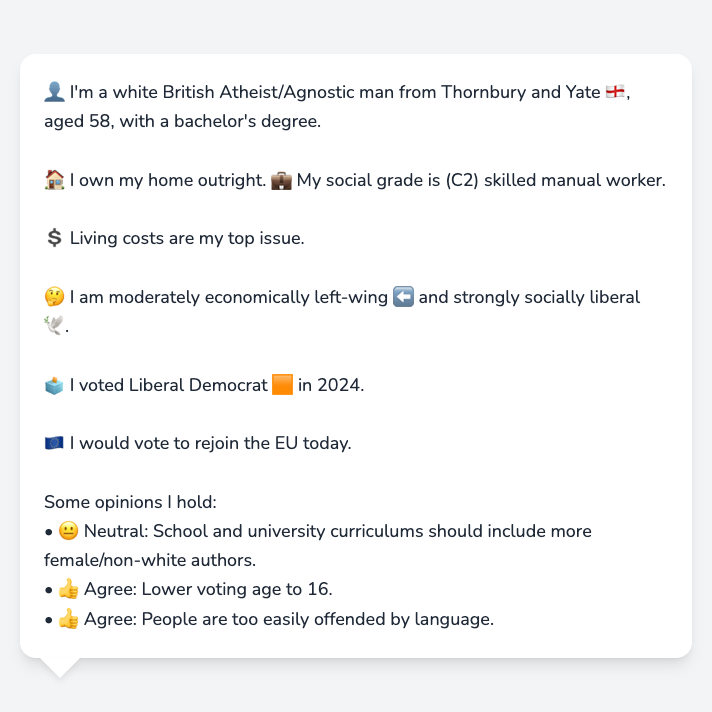 👤 I'm a white British Atheist/Agnostic man from Thornbury and Yate 🏴󠁧󠁢󠁥󠁮󠁧󠁿,
aged 58, with a bachelor's degree.
🏠 I own my home outright. 💼 My social grade is (C2) skilled manual worker.
💲 Living costs are my top issue.
🤔 I am moderately economically left-wing ⬅️ and strongly socially liberal
🕊️.
🗳️ I voted Liberal Democrat 🟧 in 2024.
🇪🇺 I would vote to rejoin the EU today.
Some opinions I hold:
• 😐 Neutral: School and university curriculums should include more
female/non-white authors.
• 👍 Agree: Lower voting age to 16.
• 👍 Agree: People are too easily offended by language.